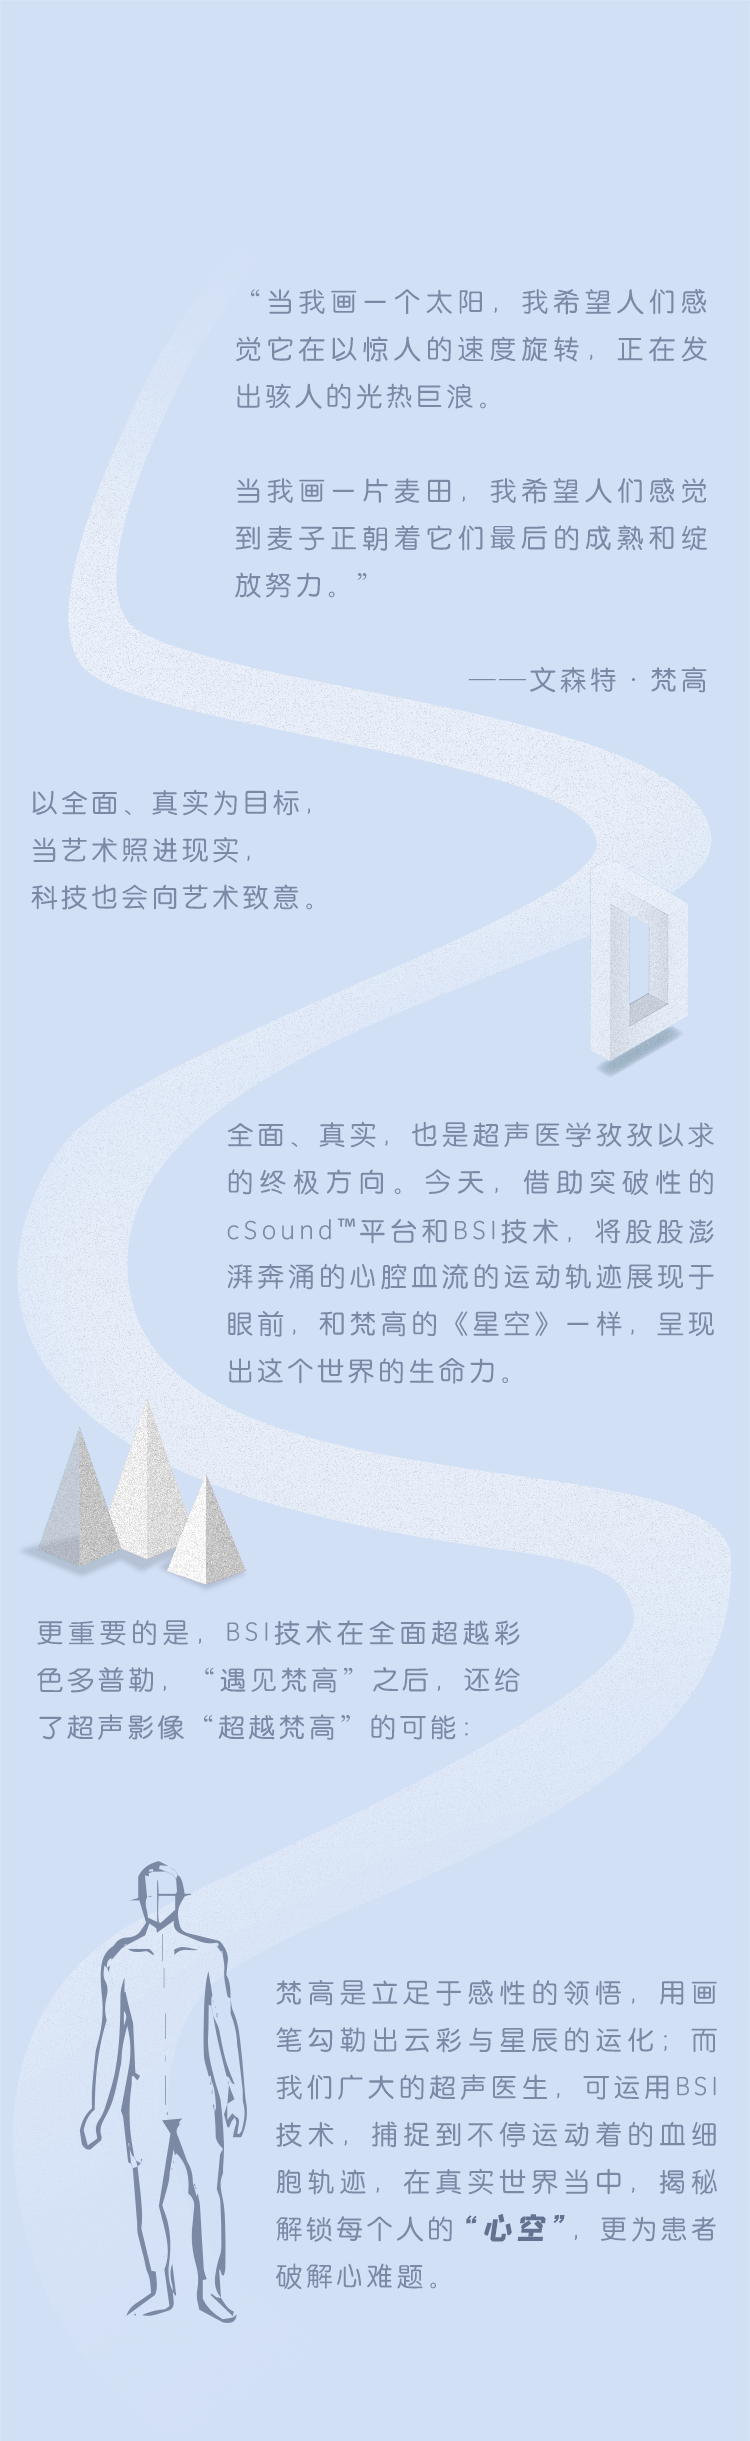 “当我画一个太阳，我希望人们感
觉它在以惊人的速度旋转，正在发
出骇人的光热巨浪。
当我画一片麦田，我希望人们感觉
到麦子正朝着它们最后的成熟和绽
放努力。”
——文森特·梵高
以全面、真实为目标，
当艺术照进现实，
科技也会向艺术致意。
全面、真实，也是超声医学孜孜以求
的终极方向。今天，借助突破性的
cSound™平台和BSI技术，将股股澎
湃奔涌的心腔血流的运动轨迹展现于
眼前，和梵高的《星空》一样，呈现
出这个世界的生命力。
更重要的是，BSI技术在全面超越彩
色多普勒，“遇见梵高”之后，还给
了超声影像“超越梵高”的可能：
梵高是立足于感性的领悟，用画
笔勾勒出云彩与星辰的运化；而
我们广大的超声医生，可运用BSI
技术，捕捉到不停运动着的血细
胞轨迹，在真实世界当中，揭秘
解锁每个人的“心空”，更为患者
破解心难题。